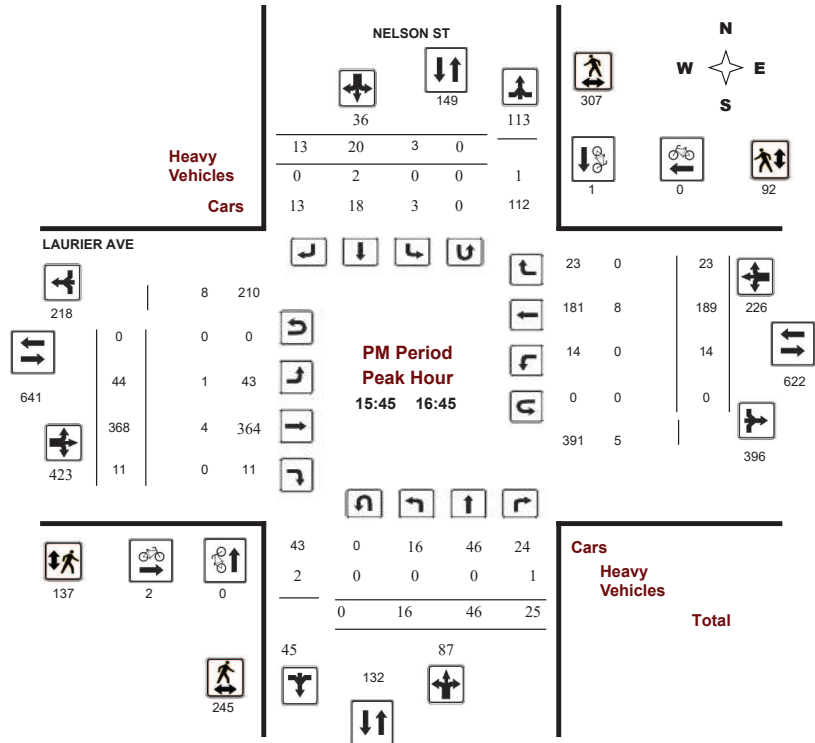 NELSON ST
N
W E
S
149
307
36 113
13 20 3 0
Heavy
Vehicles
0 2 0 0 1
1 0 92
Cars
13 18 3 0 112
LAURIER AVE
23 0 23
8 210
218
181 8 189 226
0 0 0
PM Period
Peak Hour
14 0 14
44 1 43
622
641
15:45 16:45
0 0 0
368 4 364
391 5
396
423
11 0 11
43 0 16 46 24
Cars
2 0 0 0 1
Heavy
Vehicles
137 2 0
0 16 46 25
Total
45 87
132
245